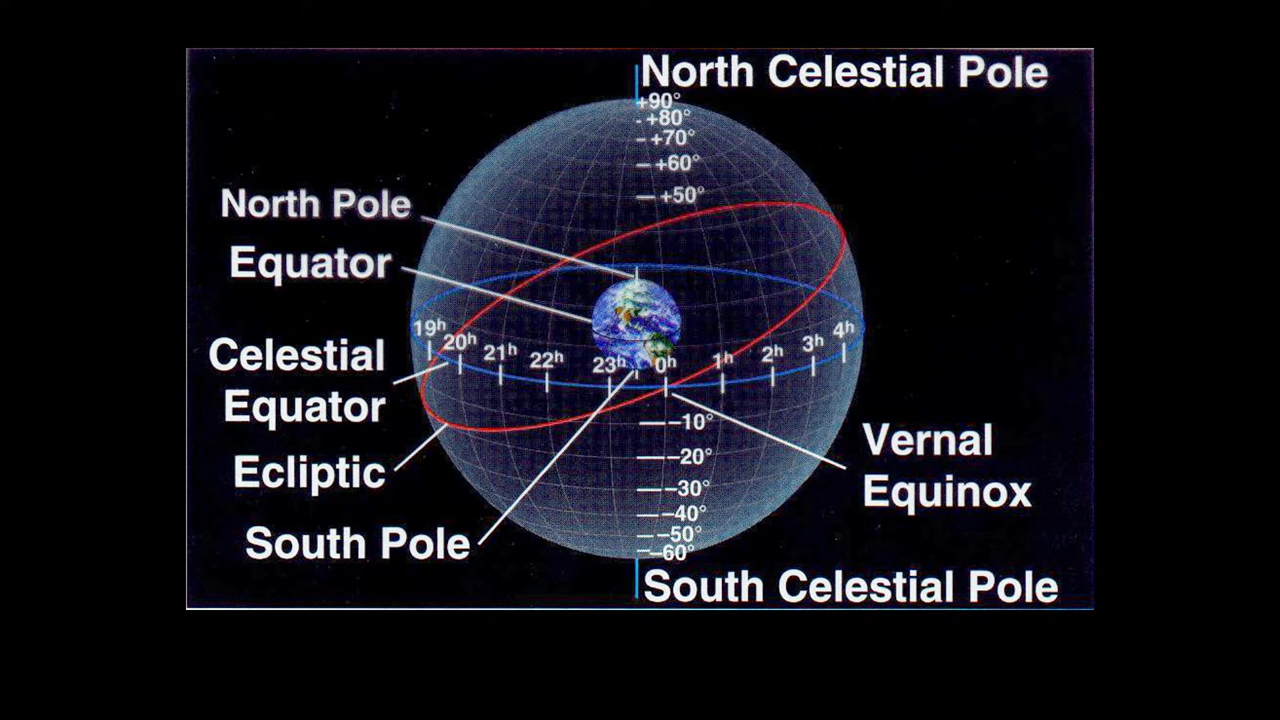 North Celestial Pole
+90°
+80°
+70°
+60°
+50°
North Pole
Equator
Celestial
Equator
Ecliptic
South Pole
19h
20h
21h
22h
23h
0h
1h
2h
3h
4h
−10°
−20°
−30°
−40°
−50°
−60°
Vernal
Equinox
South Celestial Pole